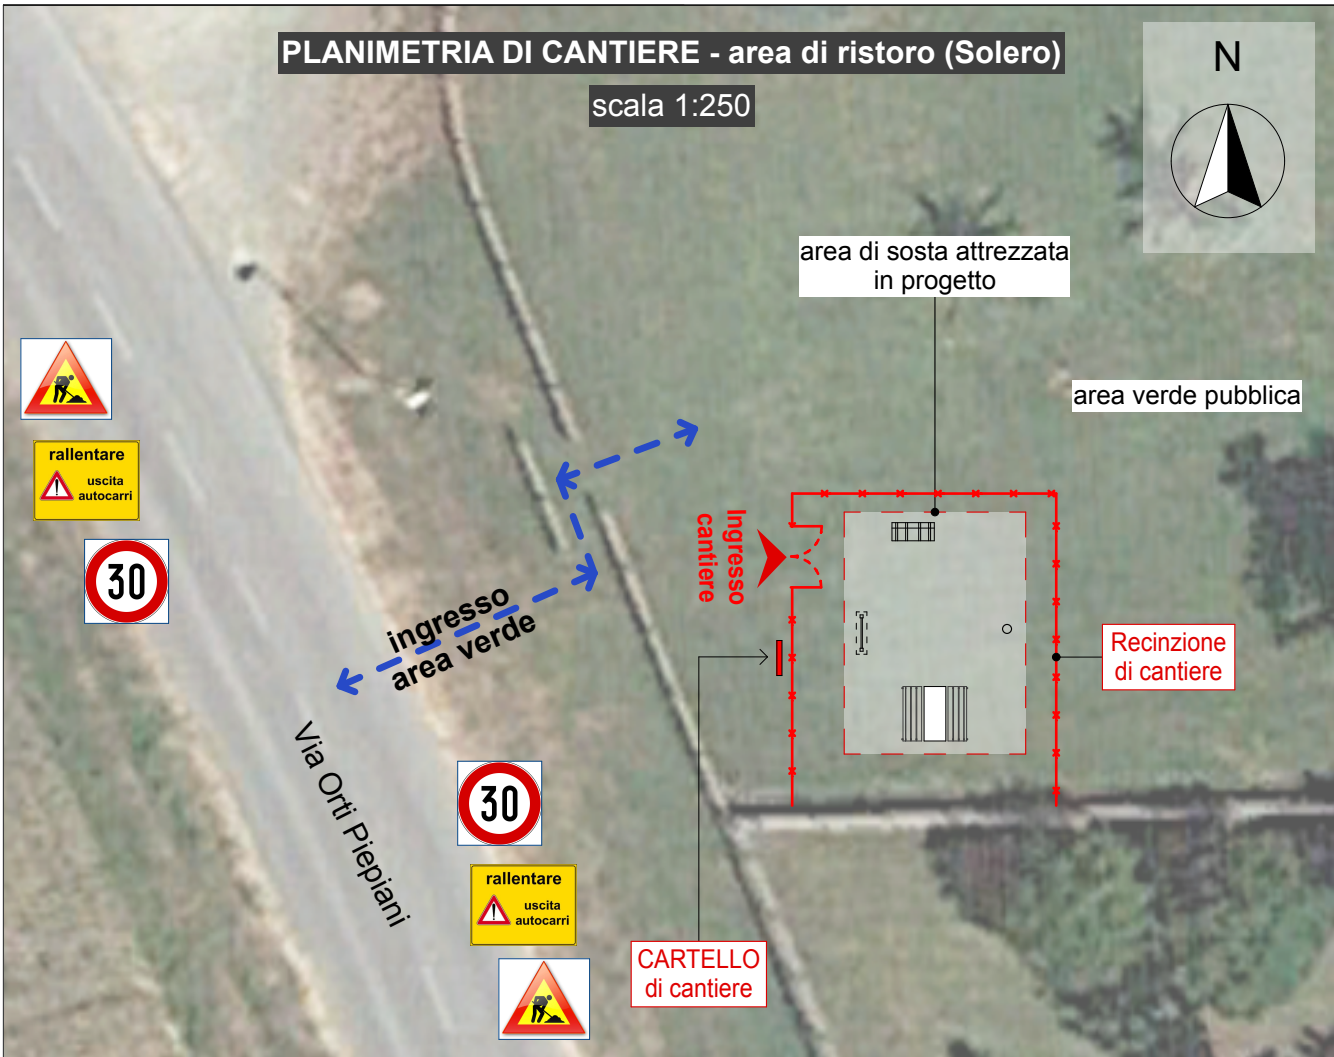 PLANIMETRIA DI CANTIERE - area di ristoro (Solero)
scala 1:250
N
area di sosta attrezzata
in progetto
area verde pubblica
rallentare
uscita
autocarri
30
Ingresso
cantiere
ingresso
area verde
Recinzione
di cantiere
Via Orti Piepiani
30
rallentare
uscita
autocarri
CARTELLO
di cantiere